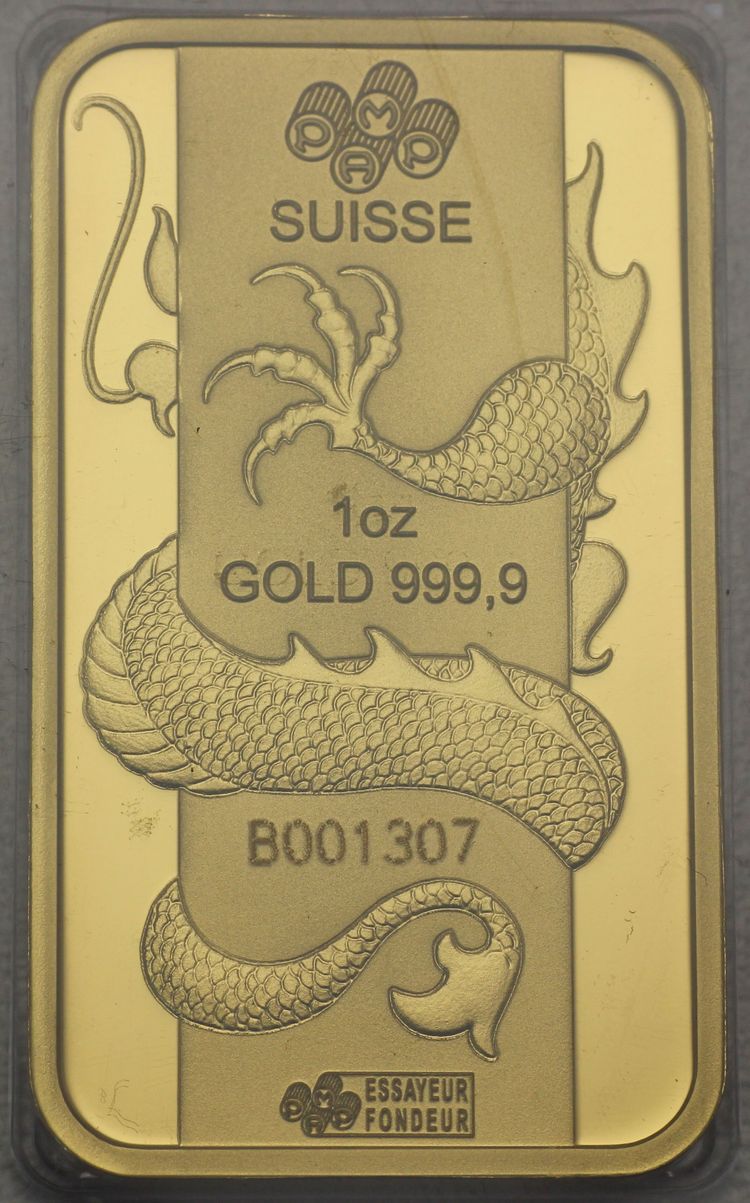 PAMP
SUISSE
1oz
GOLD 999,9
B001307
PAMP ESSAYEUR
FONDEUR